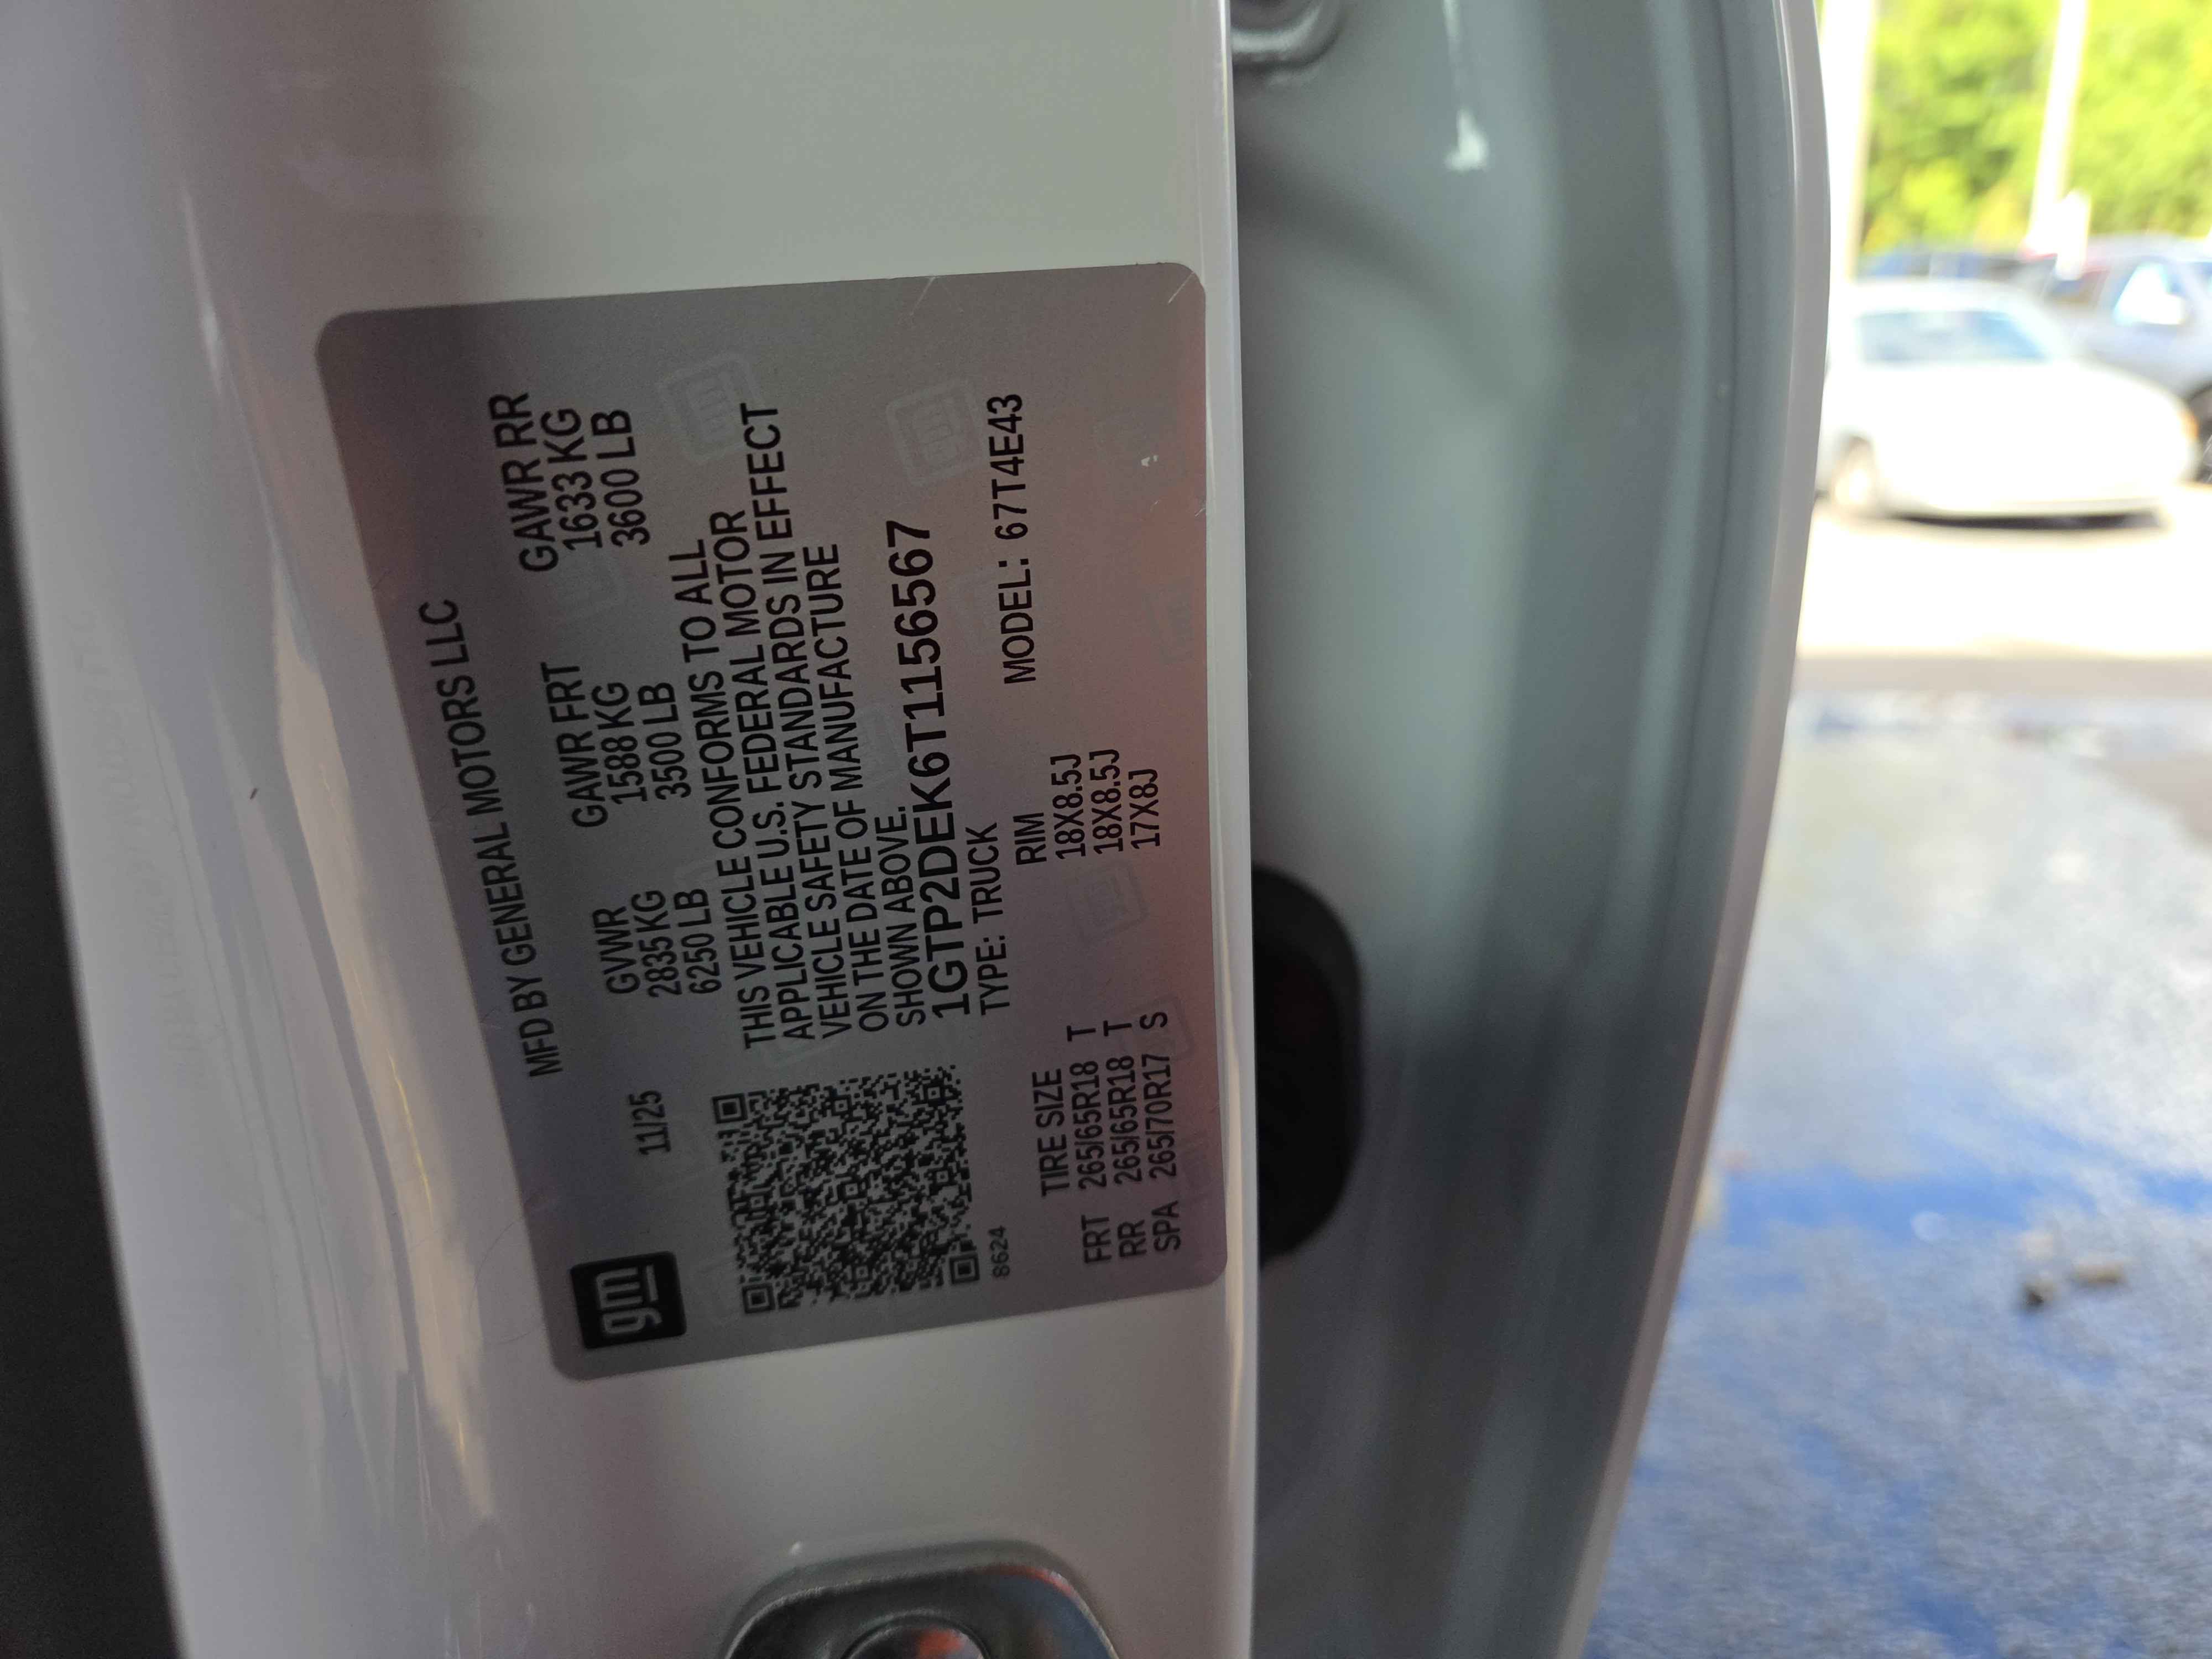 gm
MFD BY GENERAL MOTORS LLC
11/25 GVWR GAWR FRT GAWR RR
2835 KG 1588 KG 1633 KG
6250 LB 3500 LB 3600 LB
THIS VEHICLE CONFORMS TO ALL
APPLICABLE U.S. FEDERAL MOTOR
VEHICLE SAFETY STANDARDS IN EFFECT
ON THE DATE OF MANUFACTURE
SHOWN ABOVE.
1GTP2DEK6T1156567
8624 TYPE: TRUCK MODEL: 67T4E43
TIRE SIZE RIM
FRT 265/65R18 T 18X8.5J
RR 265/65R18 T 18X8.5J
SPA 265/70R17 S 17X8J